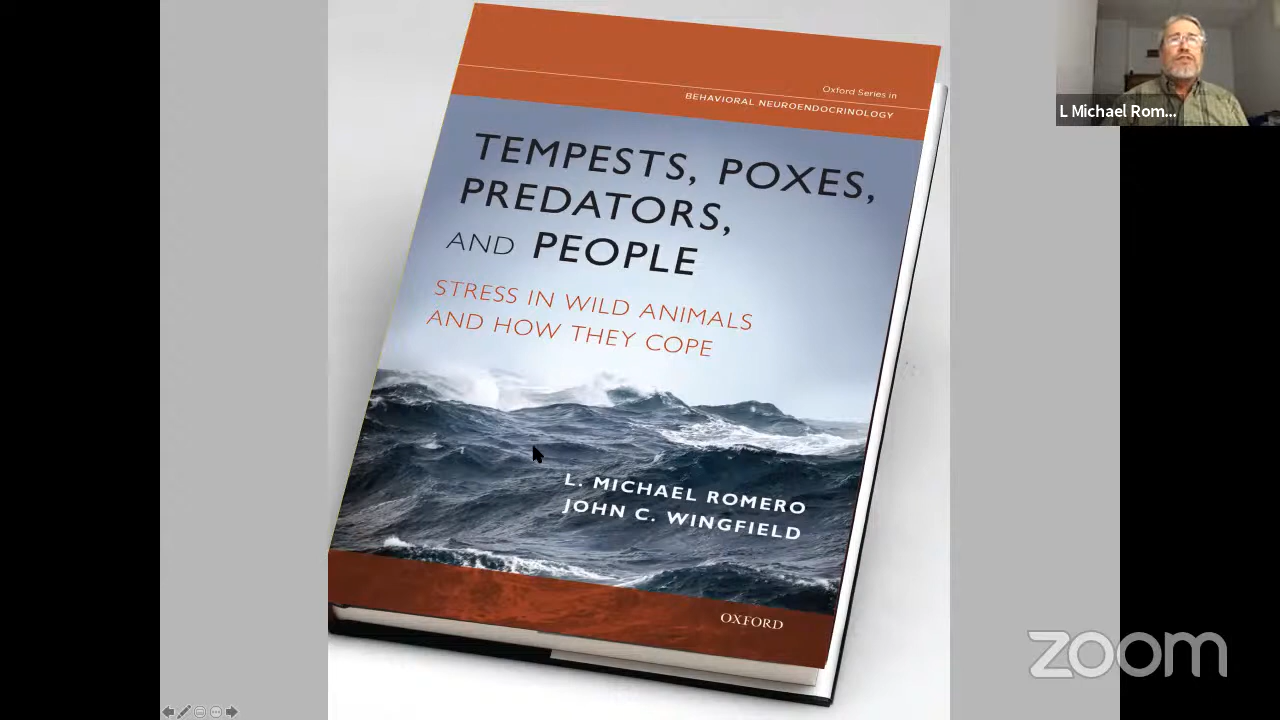 Oxford Series in
BEHAVIORAL NEUROENDOCRINOLOGY
TEMPESTS, POXES,
PREDATORS,
AND PEOPLE
STRESS IN WILD ANIMALS
AND HOW THEY COPE
L. MICHAEL ROMERO
JOHN C. WINGFIELD
OXFORD
L Michael Rom...
zoom